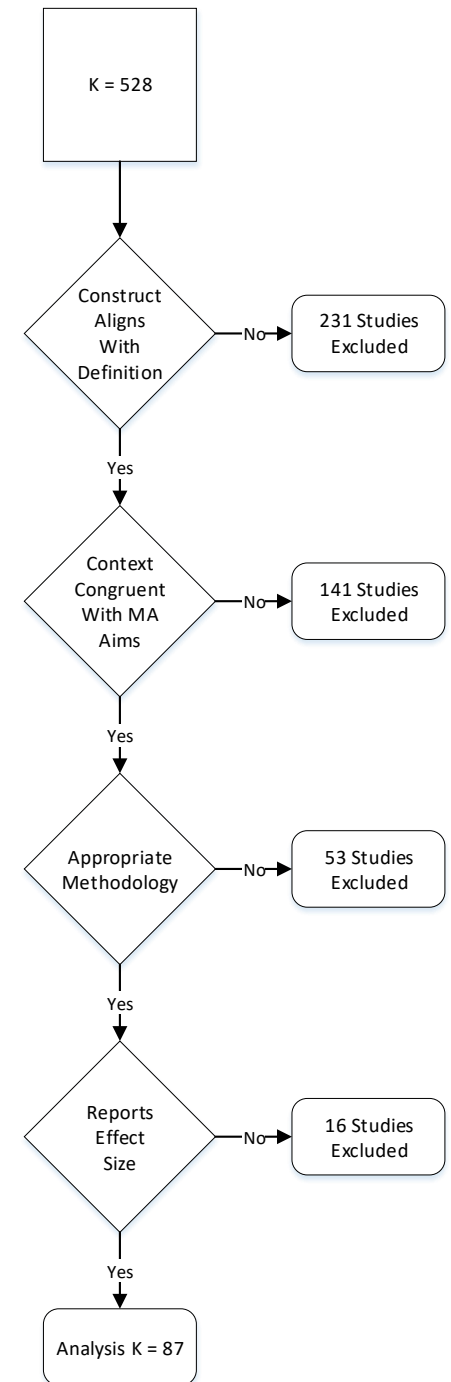 K = 528
Construct
Aligns
With
Definition
No
231 Studies
Excluded
Yes
Context
Congruent
With MA
Aims
No
141 Studies
Excluded
Yes
Appropriate
Methodology
No
53 Studies
Excluded
Yes
Reports
Effect
Size
No
16 Studies
Excluded
Yes
Analysis K = 87